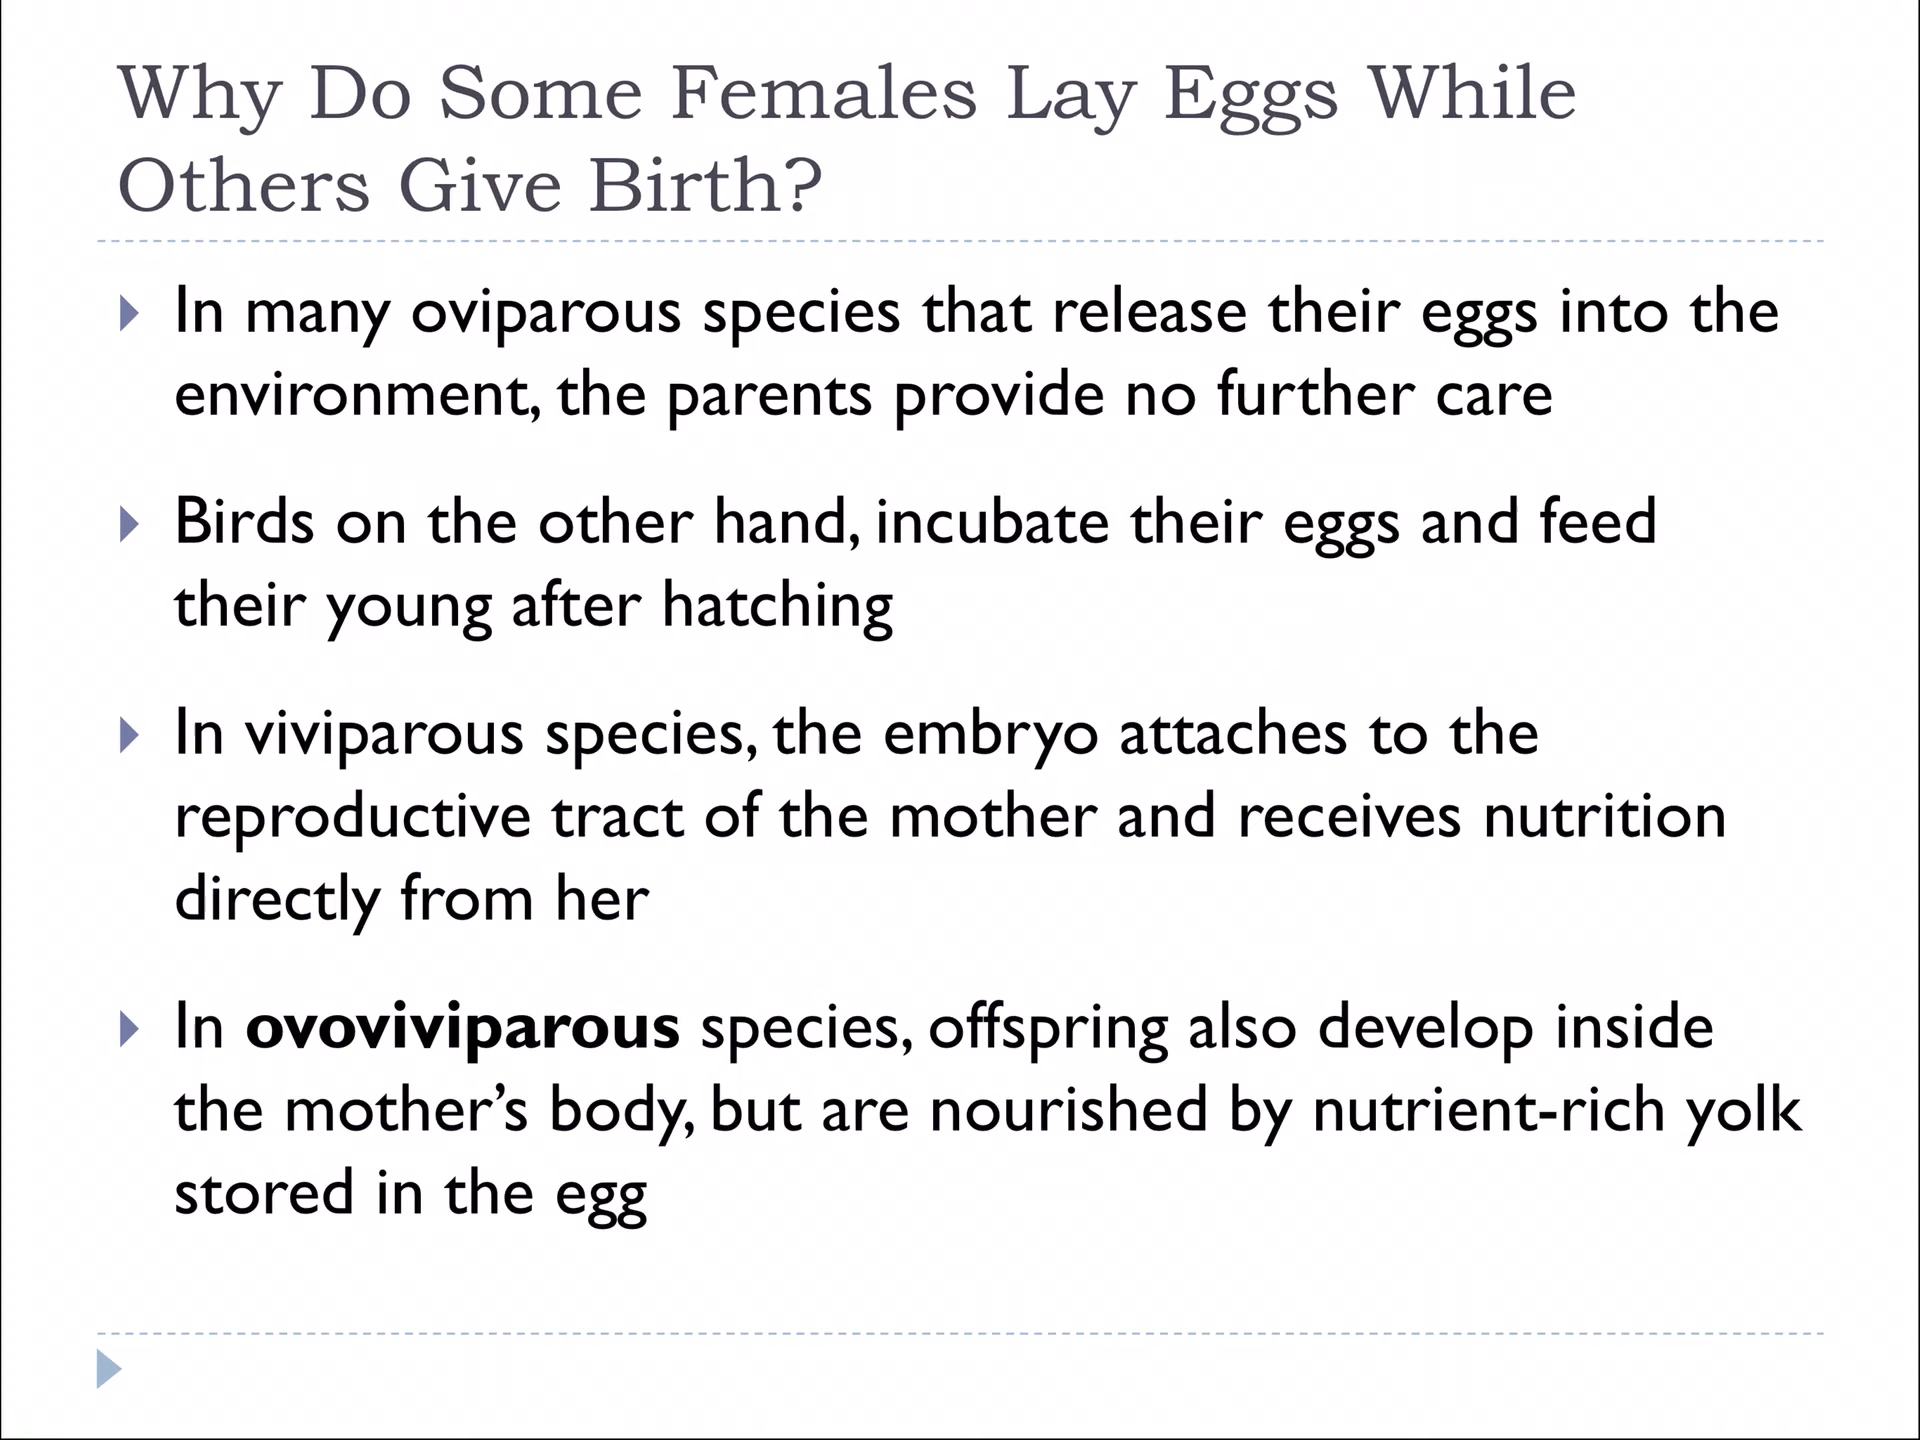 Why Do Some Females Lay Eggs While
Others Give Birth?
In many oviparous species that release their eggs into the
environment, the parents provide no further care
Birds on the other hand, incubate their eggs and feed
their young after hatching
In viviparous species, the embryo attaches to the
reproductive tract of the mother and receives nutrition
directly from her
In ovoviviparous species, offspring also develop inside
the mother’s body, but are nourished by nutrient-rich yolk
stored in the egg